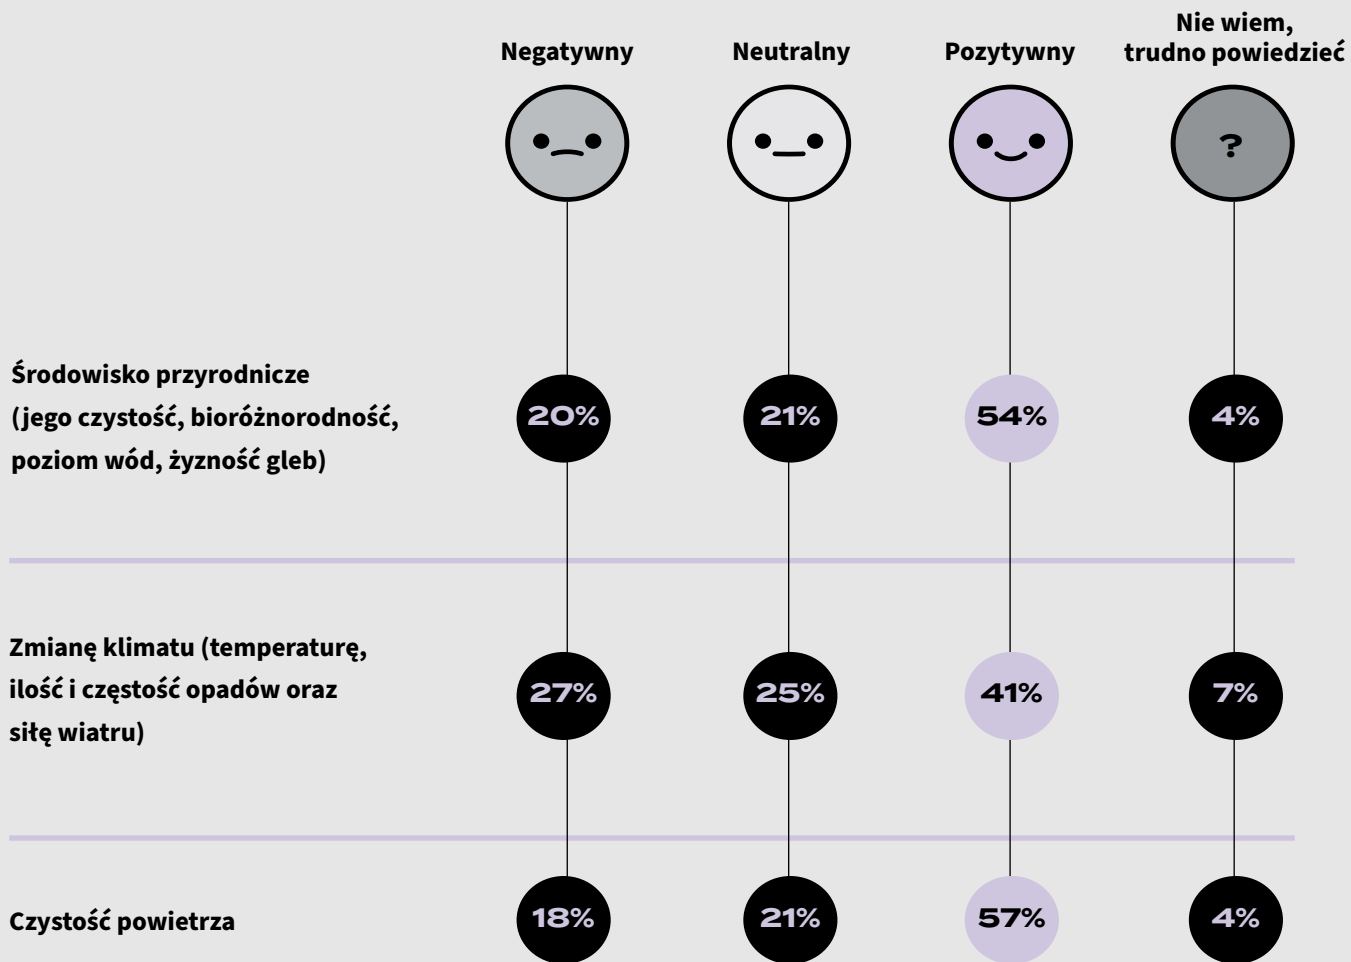 Negatywny
Neutralny
Pozytywny
Nie wiem,
trudno powiedzieć
?
Środowisko przyrodnicze
(jego czystość, bioróżnorodność,
poziom wód, żyzność gleb)
20%
21%
54%
4%
Zmianę klimatu (temperaturę,
ilość i częstość opadów oraz
siłę wiatru)
27%
25%
41%
7%
Czystość powietrza
18%
21%
57%
4%